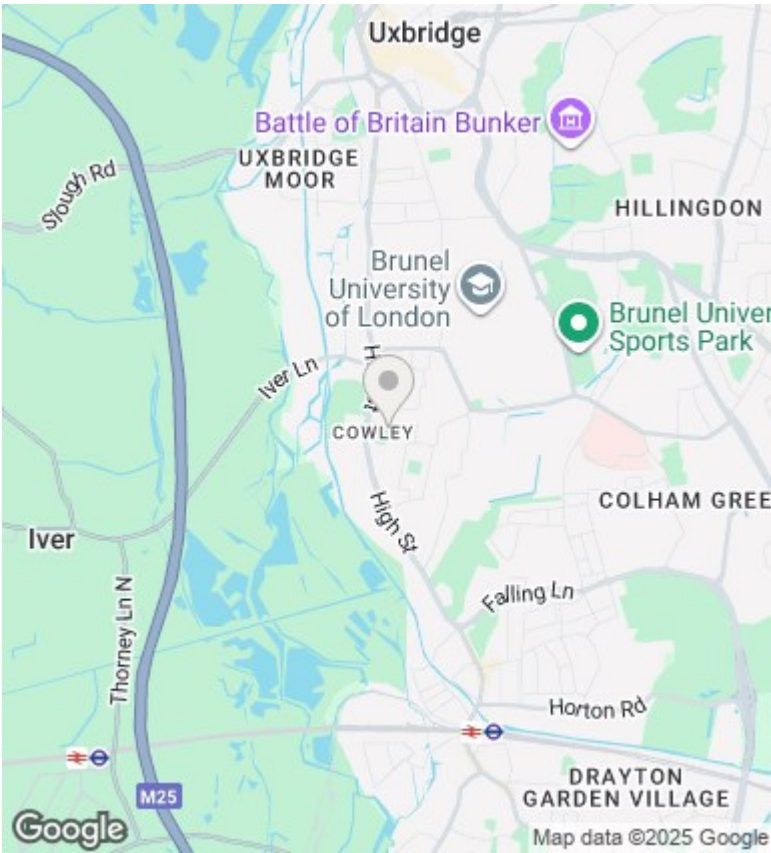 Uxbridge
Battle of Britain Bunker
UXBRIDGE
MOOR
Slough Rd
HILLINGDON
Brunel
University
of London
Brunel Univer
Sports Park
Iver Ln
COWLEY
High St
COLHAM GREE
Iver
Falling Ln
Thorney Ln N
Horton Rd
M25
DRAYTON
GARDEN VILLAGE
Google
Map data ©2025 Google